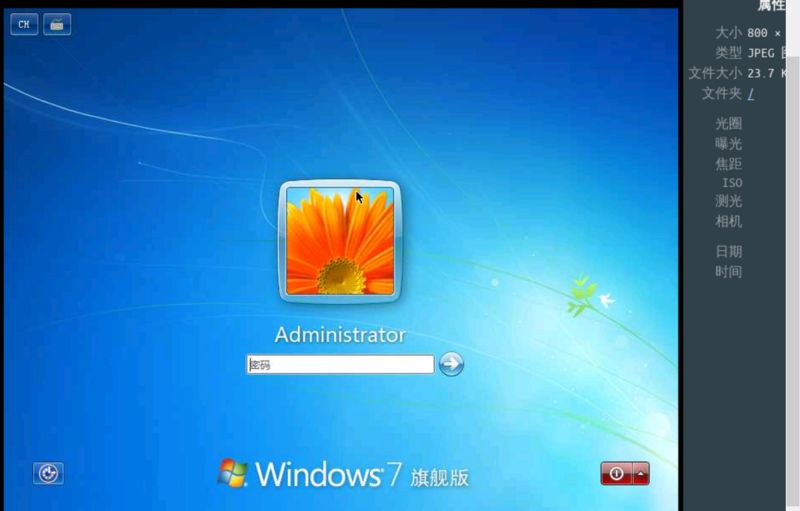 CH
Administrator
密码
Windows 7 旗舰版
属性
大小 800 ×
类型 JPEG
文件大小 23.7
文件夹 /
光圈
曝光
焦距
ISO
测光
相机
日期
时间